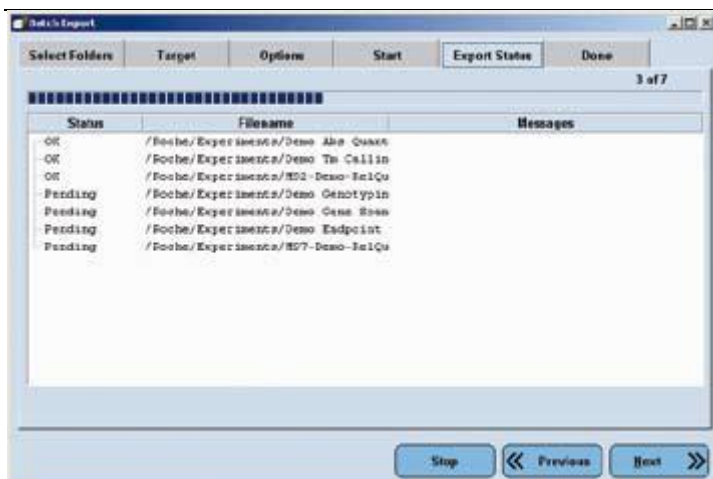 Batch Export
Select Folders Target Options Start Export Status Done
3 of 7
Status Filename Messages
OK /Roche/Experiments/Demo Abs Quant
OK /Roche/Experiments/Demo Tm Callin
OK /Roche/Experiments/M92-Demo-RelQu
Pending /Roche/Experiments/Demo Genotypin
Pending /Roche/Experiments/Demo Gene Scan
Pending /Roche/Experiments/Demo Endpoint
Pending /Roche/Experiments/M97-Demo-RelQu
Stop Previous Next